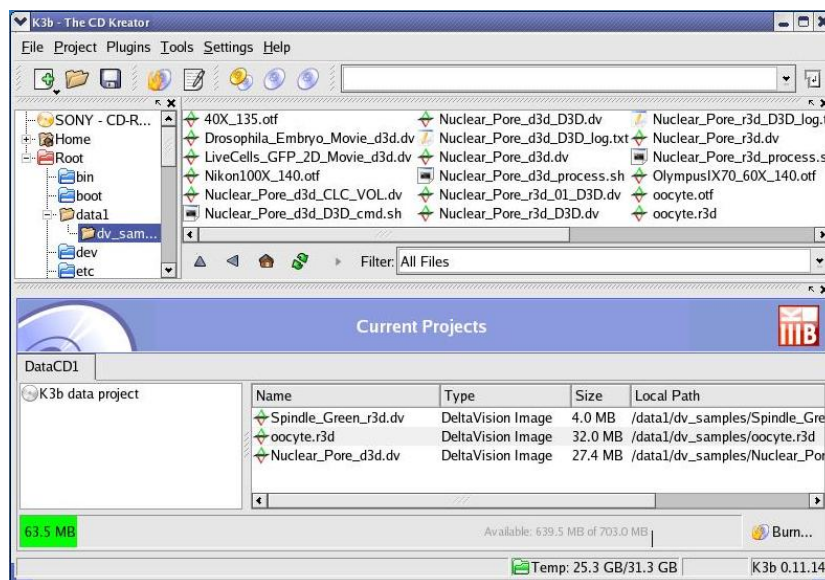 K3b - The CD Kreator
File Project Plugins Tools Settings Help
SONY - CD-R...
Home
Root
bin
boot
data1
dv_sam...
dev
etc
40X_135.otf
Drosophila_Embryo_Movie_d3d.dv
LiveCells_GFP_2D_Movie_d3d.dv
Nikon100X_140.otf
Nuclear_Pore_d3d_CLC_VOL.dv
Nuclear_Pore_d3d_D3D_cmd.sh
Nuclear_Pore_d3d_D3D.dv
Nuclear_Pore_d3d_D3D_log.txt
Nuclear_Pore_d3d.dv
Nuclear_Pore_d3d_process.sh
Nuclear_Pore_r3d_01_D3D.dv
Nuclear_Pore_r3d_D3D.dv
Nuclear_Pore_r3d_D3D_log.t
Nuclear_Pore_r3d.dv
Nuclear_Pore_r3d_process.s
OlympusIX70_60X_140.otf
oocyte.otf
oocyte.r3d
Filter: All Files
Current Projects
K3B
DataCD1
K3b data project
Name Type Size Local Path
Spindle_Green_r3d.dv DeltaVision Image 4.0 MB /data1/dv_samples/Spindle_Gre
oocyte.r3d DeltaVision Image 32.0 MB /data1/dv_samples/oocyte.r3d
Nuclear_Pore_d3d.dv DeltaVision Image 27.4 MB /data1/dv_samples/Nuclear_Por
63.5 MB Available: 639.5 MB of 703.0 MB Burn...
Temp: 25.3 GB/31.3 GB K3b 0.11.14